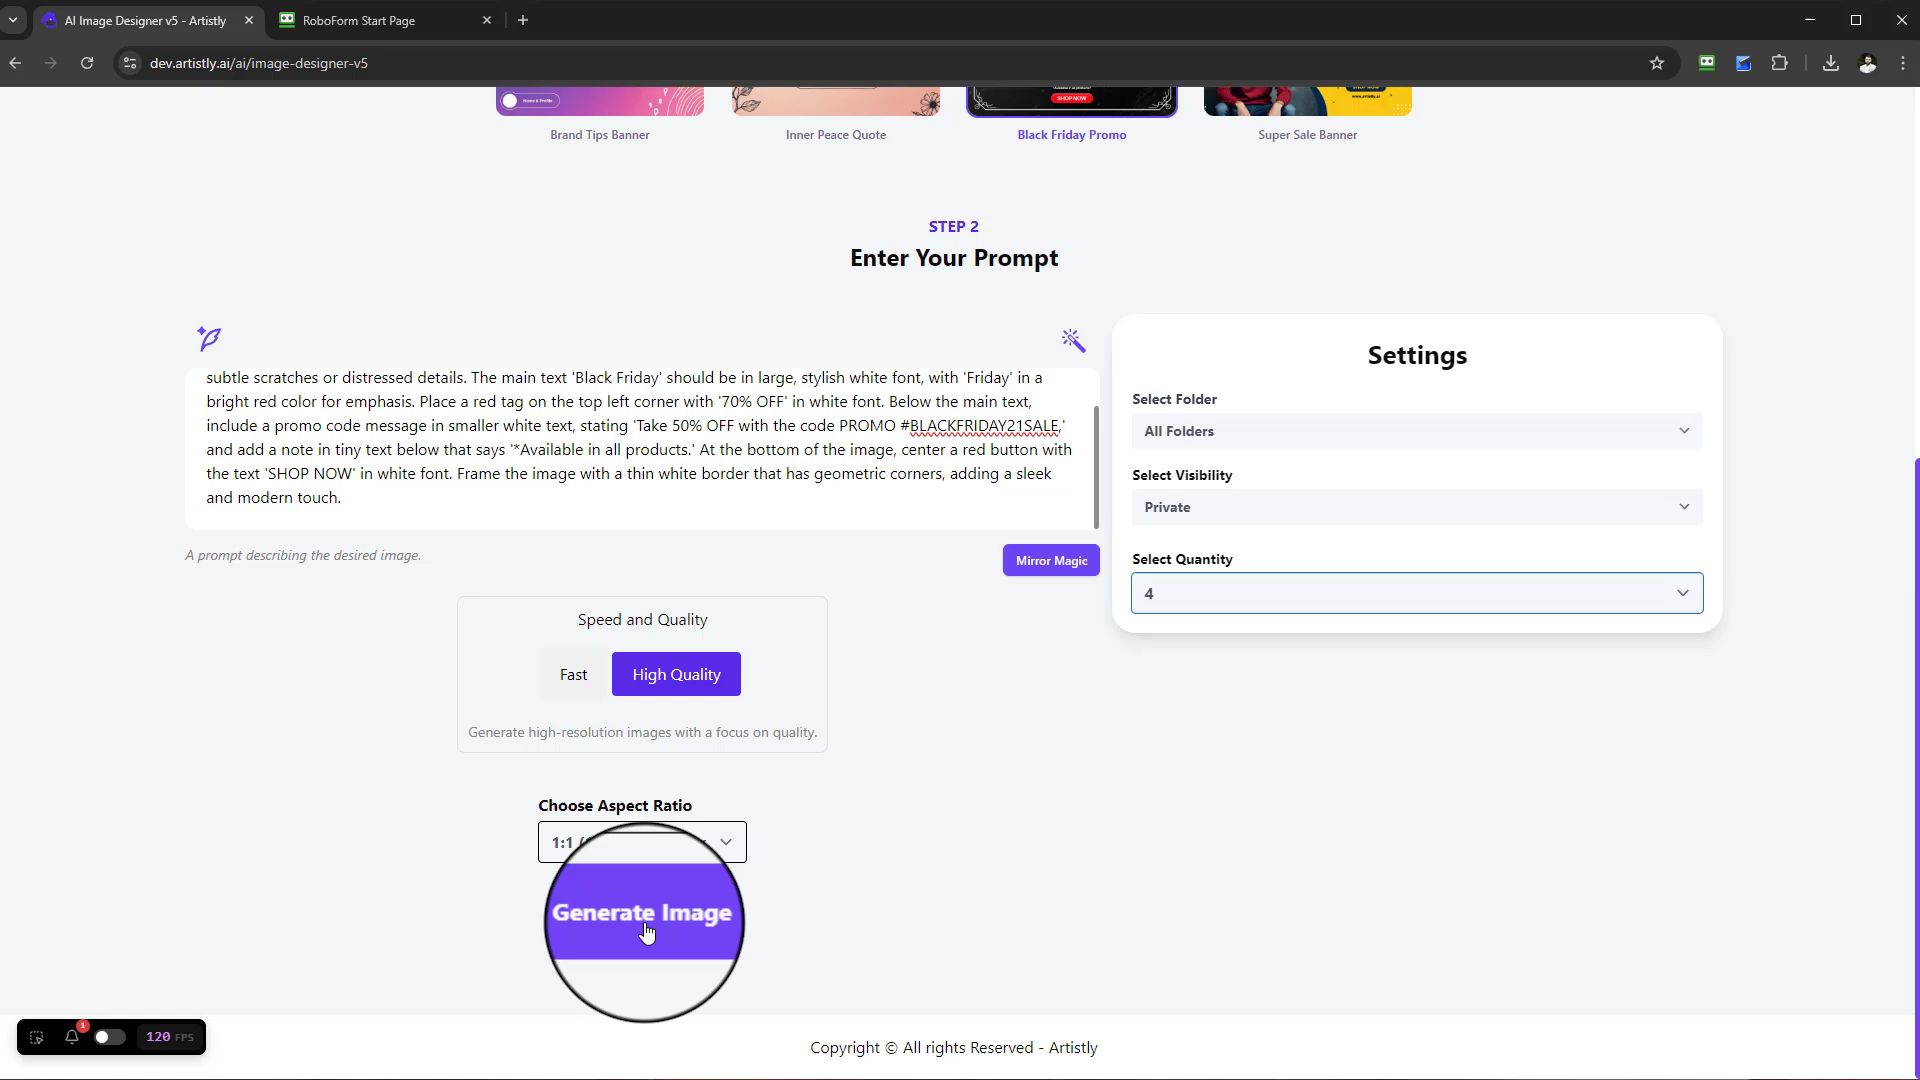 AI Image Designer v5 - Artistly
RoboForm Start Page
dev.artistly.ai/ai/image-designer-v5
Name & Profile
SHOP NOW
www.artistly.ai
Brand Tips Banner
Inner Peace Quote
Black Friday Promo
Super Sale Banner
STEP 2
Enter Your Prompt
subtle scratches or distressed details. The main text 'Black Friday' should be in large, stylish white font, with 'Friday' in a
bright red color for emphasis. Place a red tag on the top left corner with '70% OFF' in white font. Below the main text,
include a promo code message in smaller white text, stating 'Take 50% OFF with the code PROMO #BLACKFRIDAY21SALE,'
and add a note in tiny text below that says '*Available in all products.' At the bottom of the image, center a red button with
the text 'SHOP NOW' in white font. Frame the image with a thin white border that has geometric corners, adding a sleek
and modern touch.
A prompt describing the desired image.
Mirror Magic
Speed and Quality
Fast
High Quality
Generate high-resolution images with a focus on quality.
Choose Aspect Ratio
1:1
Generate Image
Settings
Select Folder
All Folders
Select Visibility
Private
Select Quantity
4
1
120 FPS
Copyright © All rights Reserved - Artistly